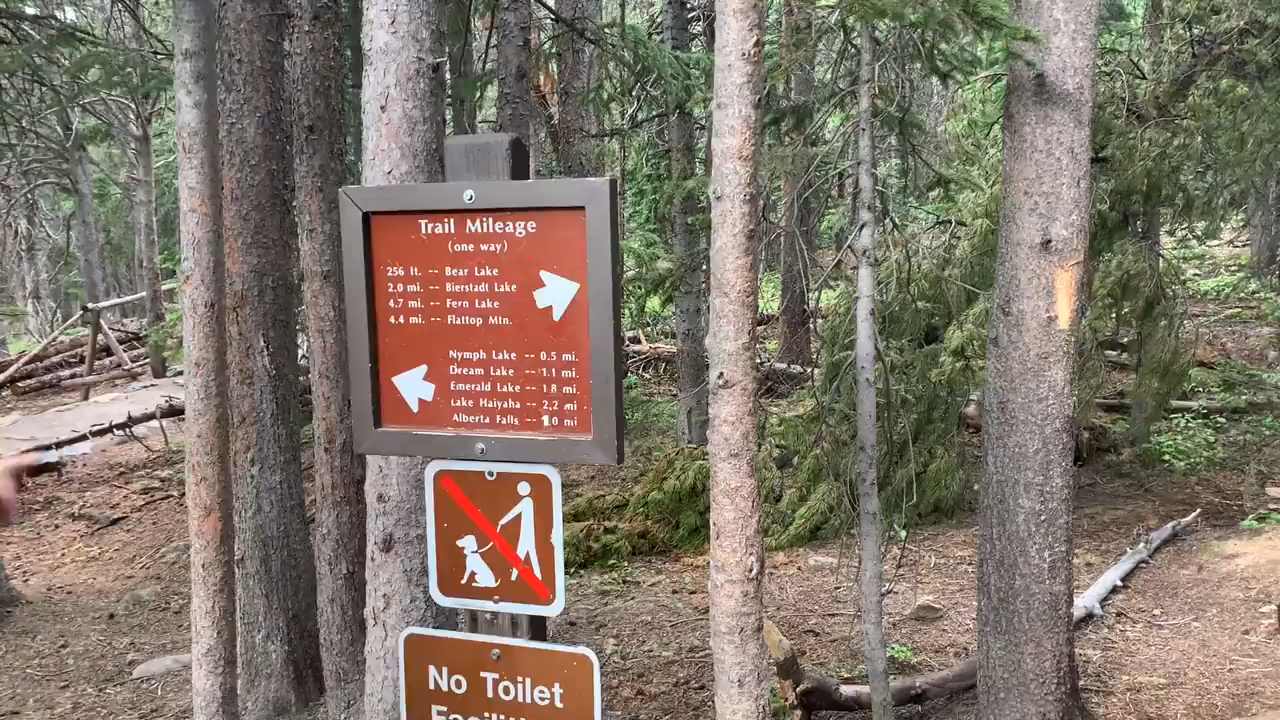 Trail Mileage
(one way)
256 ft. -- Bear Lake
2.0 mi. -- Bierstadt Lake
4.7 mi. -- Fern Lake
4.4 mi. -- Flattop Mtn.
Nymph Lake -- 0.5 mi.
Dream Lake -- 1.1 mi.
Emerald Lake -- 1.8 mi.
Lake Haiyaha -- 2.2 mi
Alberta Falls -- 1.0 mi
No Toilet